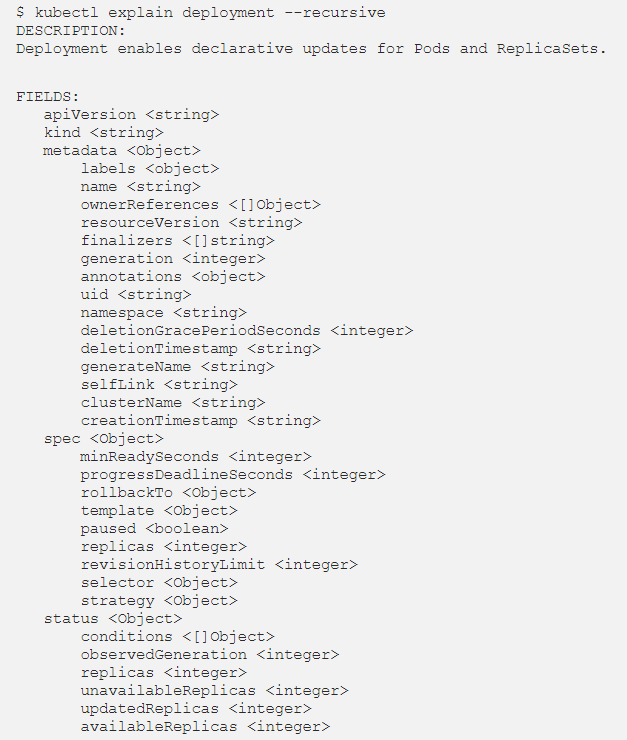 $ kubectl explain deployment --recursive
DESCRIPTION:
Deployment enables declarative updates for Pods and ReplicaSets.
FIELDS:
apiVersion <string>
kind <string>
metadata <Object>
labels <object>
name <string>
ownerReferences <[]Object>
resourceVersion <string>
finalizers <[]string>
generation <integer>
annotations <object>
uid <string>
namespace <string>
deletionGracePeriodSeconds <integer>
deletionTimestamp <string>
generateName <string>
selfLink <string>
clusterName <string>
creationTimestamp <string>
spec <Object>
minReadySeconds <integer>
progressDeadlineSeconds <integer>
rollbackTo <Object>
template <Object>
paused <boolean>
replicas <integer>
revisionHistoryLimit <integer>
selector <Object>
strategy <Object>
status <Object>
conditions <[]Object>
observedGeneration <integer>
replicas <integer>
unavailableReplicas <integer>
updatedReplicas <integer>
availableReplicas <integer>